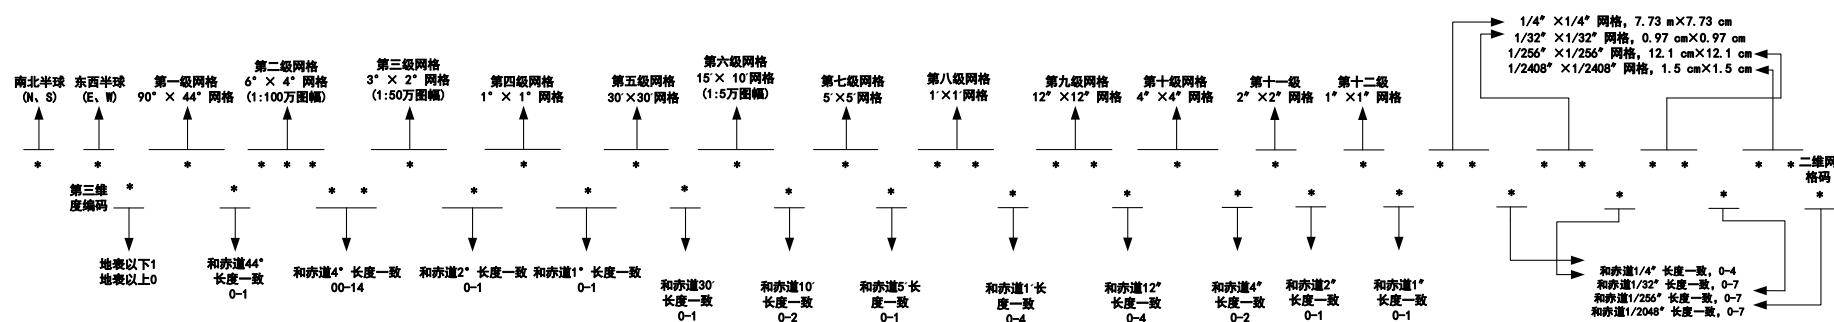 南北半球
(N、S)
东西半球
(E、W)
第一级网格
90° × 44° 网格
第二级网格
6° × 4° 网格
(1:100万图幅)
第三级网格
3° × 2° 网格
(1:50万图幅)
第四级网格
1° × 1° 网格
第五级网格
30′×30′网格
第六级网格
15′× 10′网格
(1:5万图幅)
第七级网格
5′×5′网格
第八级网格
1′×1′网格
第九级网格
12″×12″网格
第十级网格
4″×4″ 网格
第十一级
2″×2″ 网格
第十二级
1″×1″ 网格
1/4″ ×1/4″ 网格, 7.73 m×7.73 cm
1/32″ ×1/32″ 网格, 0.97 cm×0.97 cm
1/256″ ×1/256″ 网格, 12.1 cm×12.1 cm
1/2408″ ×1/2408″ 网格, 1.5 cm×1.5 cm
* * * * * * * * * * * * * * * * * * * * * * * * *
二维网
格码
第三维
度编码
* * * * * * * * * * * * * * * * * *
地表以下1
地表以上0
和赤道44°
长度一致
0-1
和赤道4° 长度一致
00-14
和赤道2° 长度一致
0-1
和赤道1° 长度一致
0-1
和赤道30′
长度一致
0-1
和赤道10′
长度一致
0-2
和赤道5′长
度一致
0-1
和赤道1′长
度一致
0-4
和赤道12″
长度一致
0-4
和赤道4″
长度一致
0-2
和赤道2″
长度一致
0-1
和赤道1″
长度一致
0-1
和赤道1/4″ 长度一致, 0-4
和赤道1/32″ 长度一致, 0-7
和赤道1/256″ 长度一致, 0-7
和赤道1/2048″ 长度一致, 0-7